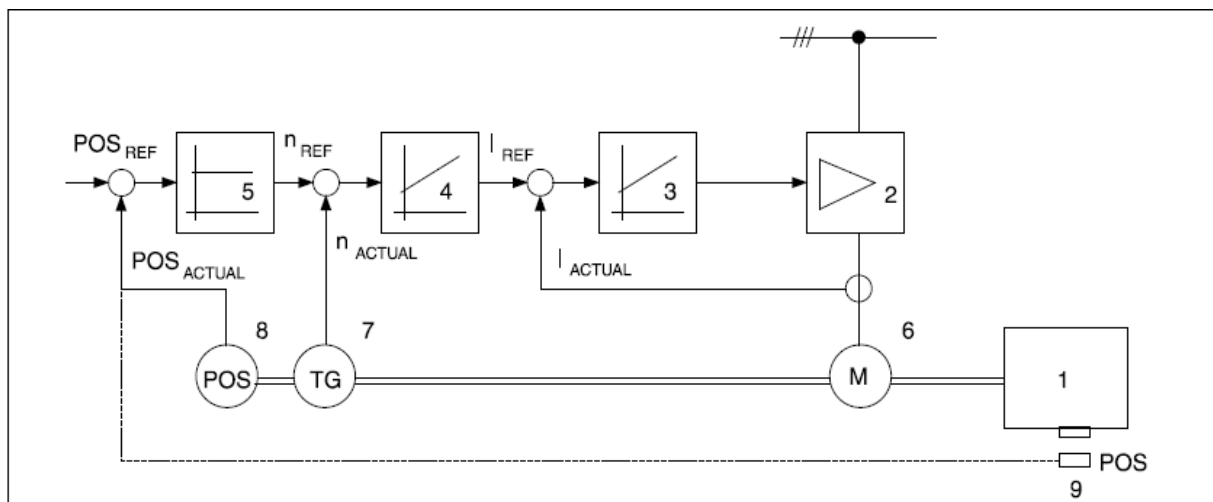 POS REF
n REF
I REF
5
4
3
2
n ACTUAL
POS ACTUAL
I ACTUAL
8
7
6
POS
TG
M
1
POS
9